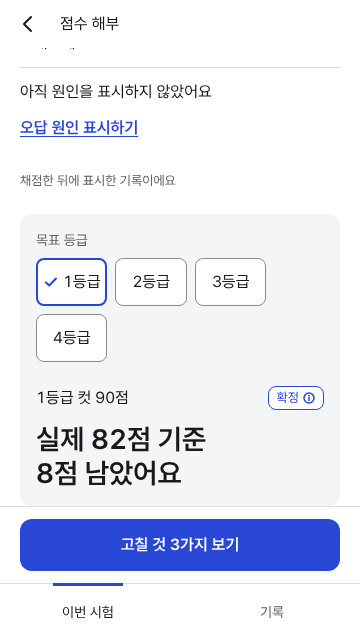 점수 해부
아직 원인을 표시하지 않았어요
오답 원인 표시하기
채점한 뒤에 표시한 기록이에요
목표 등급
1등급
2등급
3등급
4등급
1등급 컷 90점
확정
실제 82점 기준
8점 남았어요
고칠 것 3가지 보기
이번 시험
기록